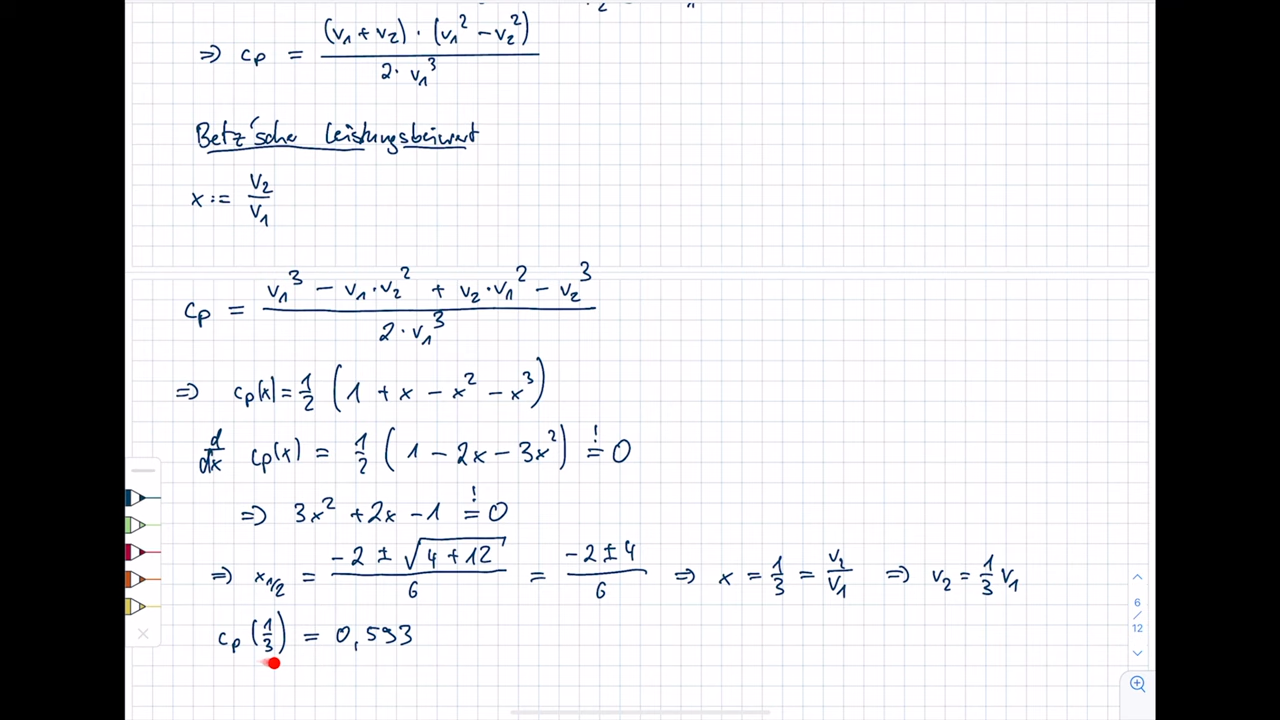 ⇒ cₚ = (v₁ + v₂) · (v₁² − v₂²) / 2 · v₁³
Betz'sche Leistungsbeiwert
x := v₂ / v₁
cₚ = (v₁³ − v₁ · v₂² + v₂ · v₁² − v₂³) / 2 · v₁³
⇒ cₚ(x) = 1/2 (1 + x − x² − x³)
d/dx cₚ(x) = 1/2 (1 − 2x − 3x²) =! 0
⇒ 3x² + 2x − 1 =! 0
⇒ x₁/₂ = (−2 ± √(4 + 12)) / 6 = (−2 ± 4) / 6 ⇒ x = 1/3 = v₂/v₁ ⇒ v₂ = 1/3 v₁
cₚ(1/3) = 0,593
6
/
12